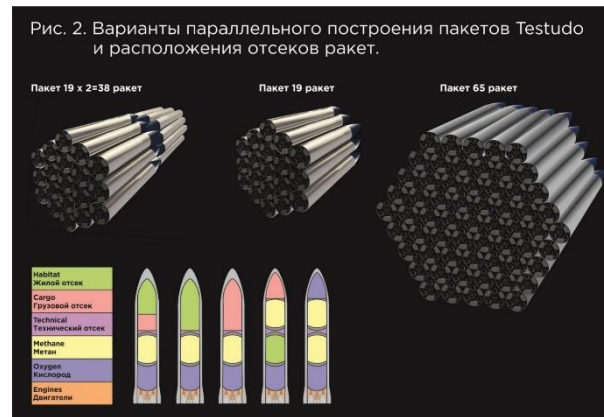 Рис. 2. Варианты параллельного построения пакетов Testudo
и расположения отсеков ракет.
Пакет 19 х 2=38 ракет
Пакет 19 ракет
Пакет 65 ракет
Habitat
Жилой отсек
Cargo
Грузовой отсек
Technical
Технический отсек
Methane
Метан
Oxygen
Кислород
Engines
Двигатели